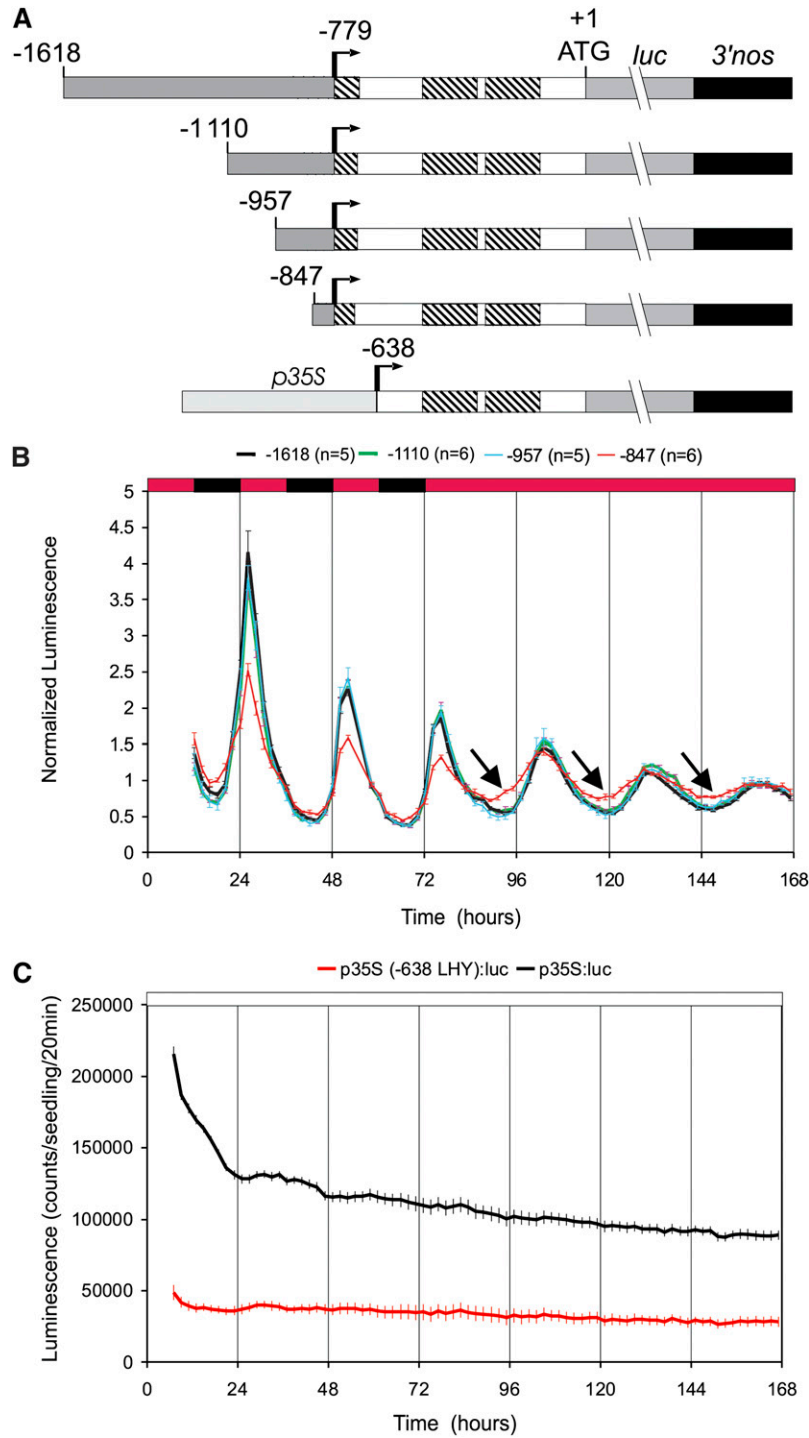 A
-779
+1
-1618
ATG
luc
3'nos
-1110
-957
-847
-638
p35S
B
-1618 (n=5) -1110 (n=6) -957 (n=5) -847 (n=6)
5
4.5
4
3.5
3
2.5
2
1.5
1
0.5
0
Normalized Luminescence
0 24 48 72 96 120 144 168
Time (hours)
C
p35S (-638 LHY):luc p35S:luc
250000
200000
150000
100000
50000
0
Luminescence (counts/seedling/20min)
0 24 48 72 96 120 144 168
Time (hours)